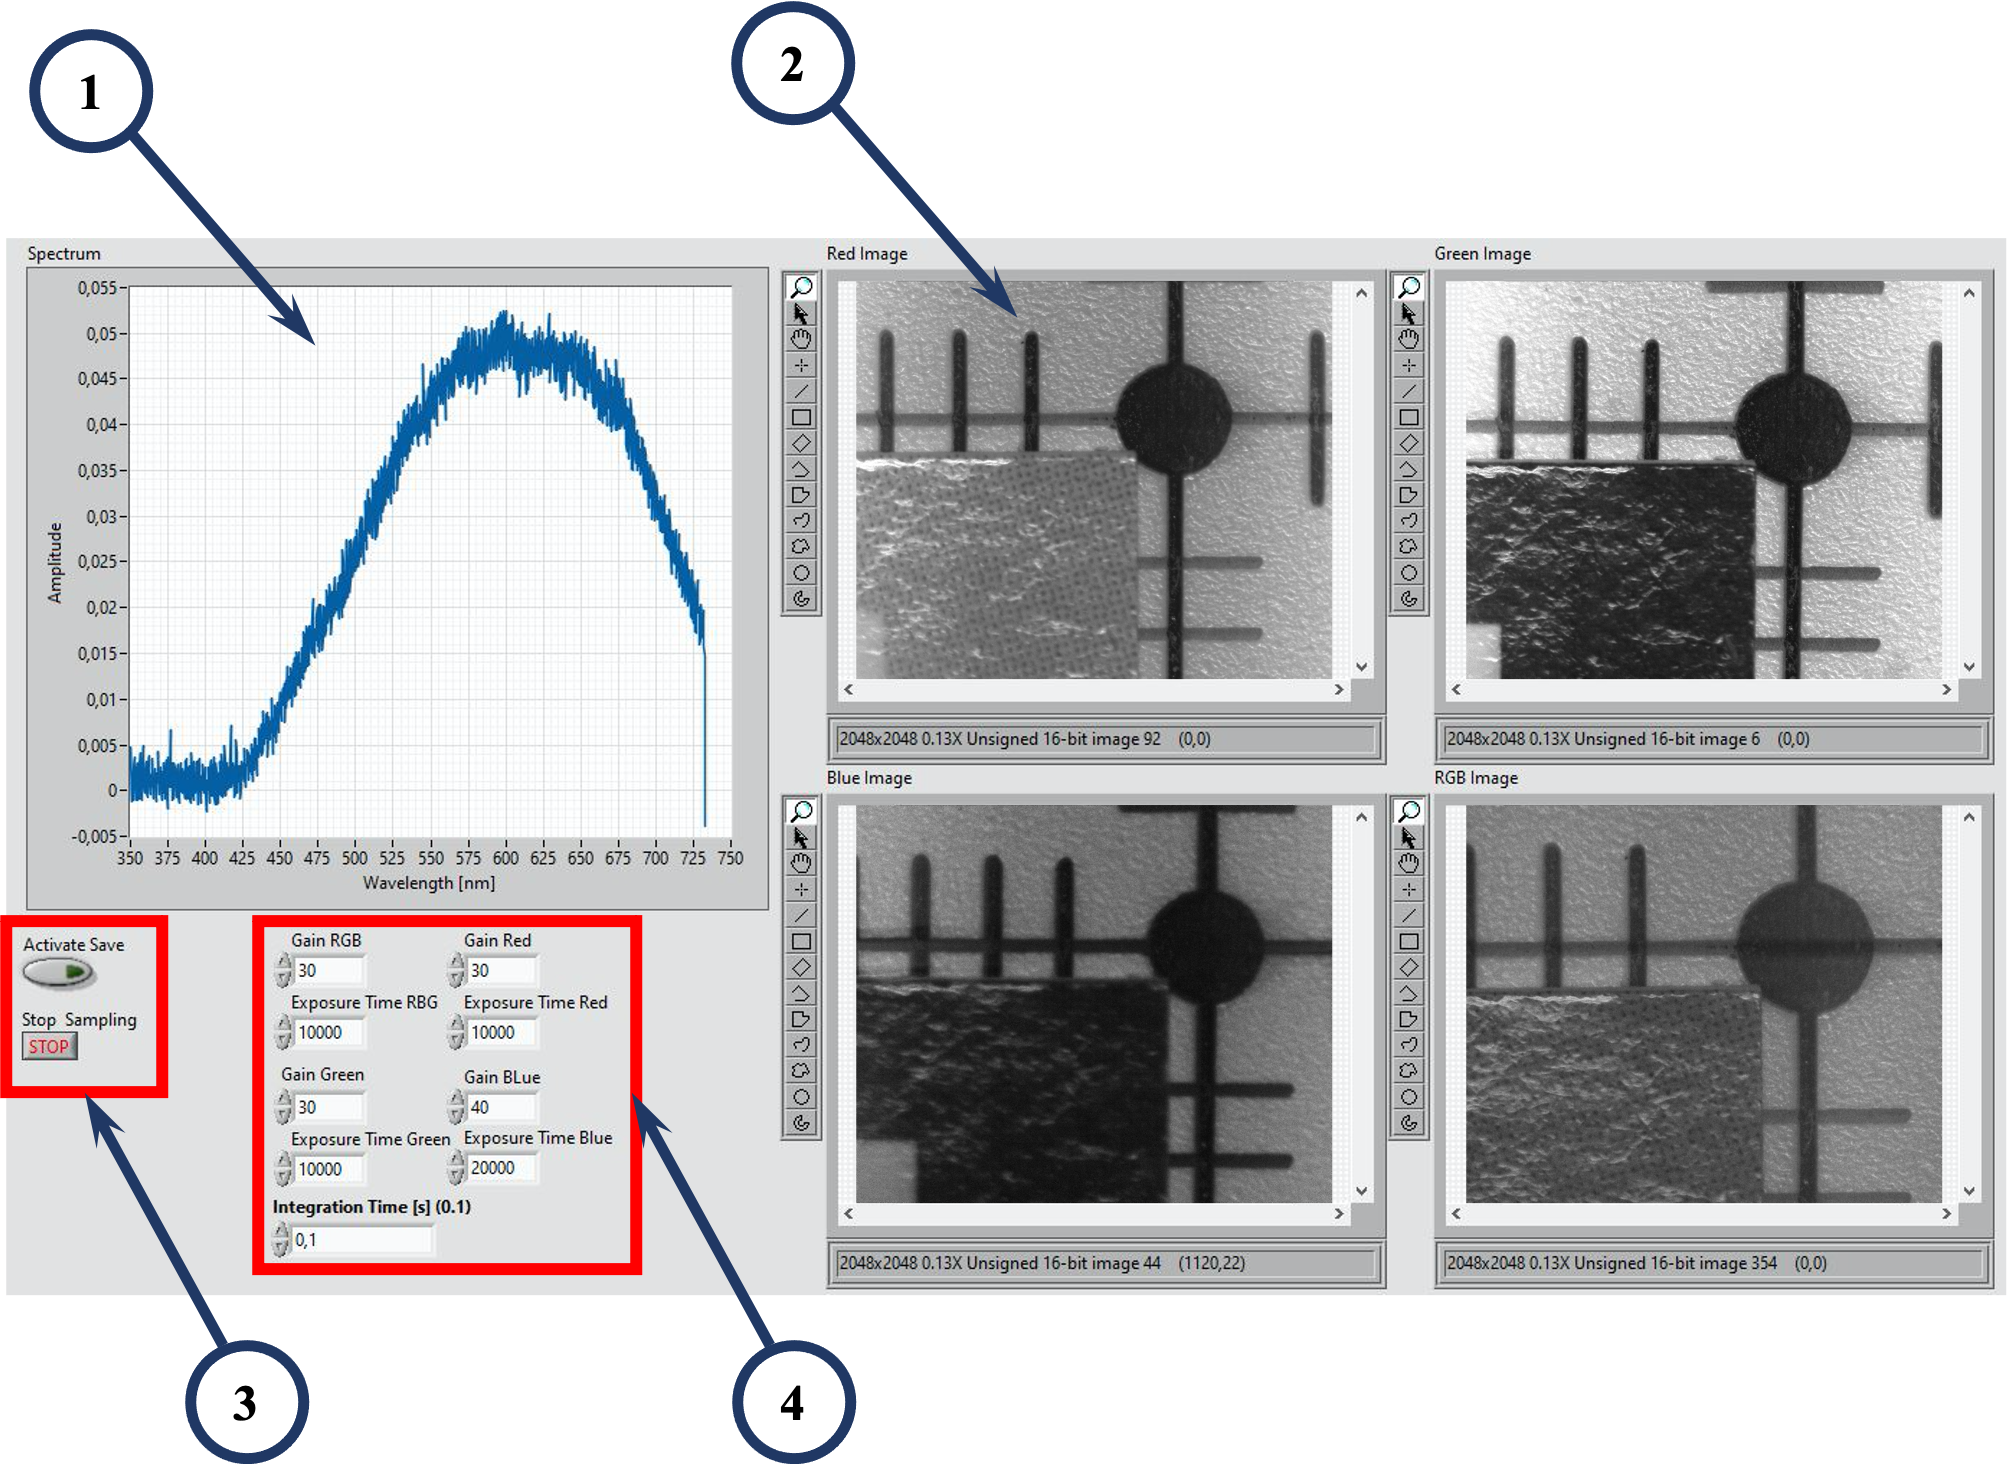 1
2
Spectrum
0,055
0,05
0,045
0,04
0,035
0,03
0,025
0,02
0,015
0,01
0,005
0
-0,005
Amplitude
350 375 400 425 450 475 500 525 550 575 600 625 650 675 700 725 750
Wavelength [nm]
Red Image
2048x2048 0.13X Unsigned 16-bit image 92 (0,0)
Green Image
2048x2048 0.13X Unsigned 16-bit image 6 (0,0)
Blue Image
2048x2048 0.13X Unsigned 16-bit image 44 (1120,22)
RGB Image
2048x2048 0.13X Unsigned 16-bit image 354 (0,0)
Activate Save
Stop Sampling
STOP
Gain RGB
30
Gain Red
30
Exposure Time RBG
10000
Exposure Time Red
10000
Gain Green
30
Gain BLue
40
Exposure Time Green
10000
Exposure Time Blue
20000
Integration Time [s] (0.1)
0,1
3
4